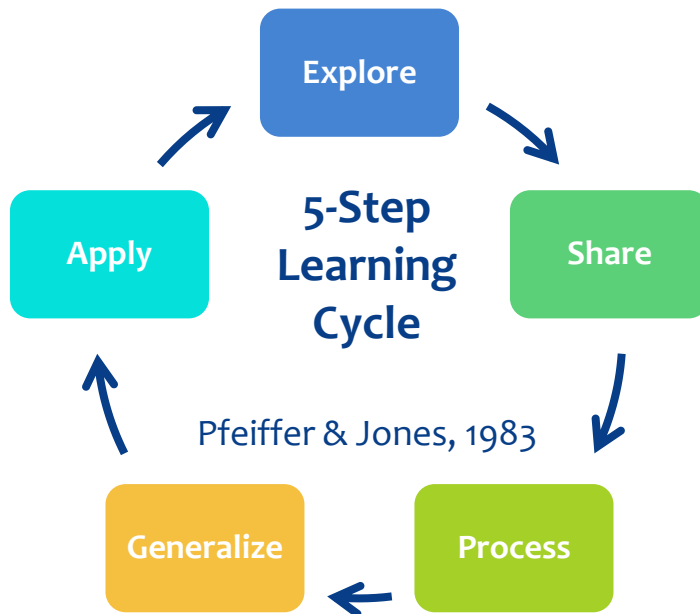 Explore
5-Step
Learning
Cycle
Apply
Share
Pfeiffer & Jones, 1983
Generalize
Process